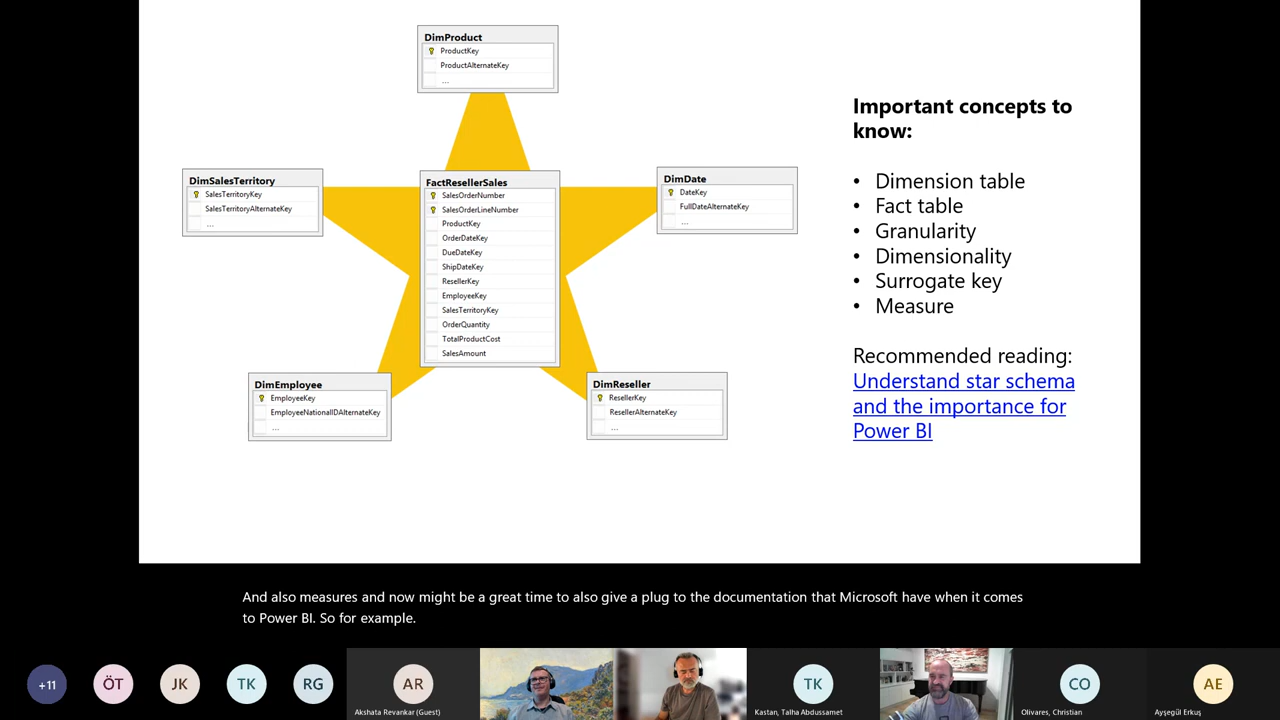 DimProduct
ProductKey
ProductAlternateKey
...
DimSalesTerritory
SalesTerritoryKey
SalesTerritoryAlternateKey
...
FactResellerSales
SalesOrderNumber
SalesOrderLineNumber
ProductKey
OrderDateKey
DueDateKey
ShipDateKey
ResellerKey
EmployeeKey
SalesTerritoryKey
OrderQuantity
TotalProductCost
SalesAmount
DimDate
DateKey
FullDateAlternateKey
...
DimEmployee
EmployeeKey
EmployeeNationalIDAlternateKey
...
DimReseller
ResellerKey
ResellerAlternateKey
...
Important concepts to
know:
• Dimension table
• Fact table
• Granularity
• Dimensionality
• Surrogate key
• Measure
Recommended reading:
Understand star schema
and the importance for
Power BI
And also measures and now might be a great time to also give a plug to the documentation that Microsoft have when it comes
to Power BI. So for example.
+11
ÖT
JK
TK
RG
AR
Akshata Revankar (Guest)
TK
Kastan, Talha Abdussamet
CO
Olivares, Christian
AE
Ayşegül Erkuş